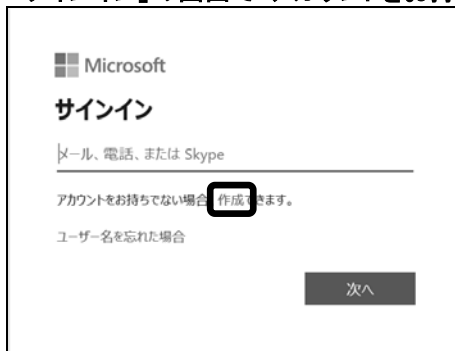 Microsoft
サインイン
メール、電話、または Skype
アカウントをお持ちでない場合、作成できます。
ユーザー名を忘れた場合
次へ